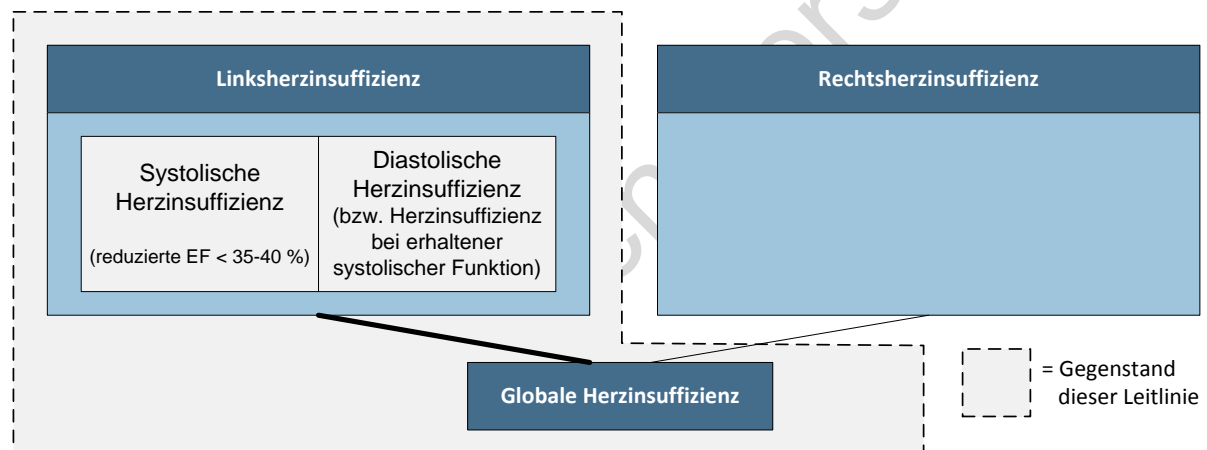 Linksherzinsuffizienz
Systolische
Herzinsuffizienz
(reduzierte EF < 35-40 %)
Diastolische
Herzinsuffizienz
(bzw. Herzinsuffizienz
bei erhaltener
systolischer Funktion)
Rechtsherzinsuffizienz
Globale Herzinsuffizienz
= Gegenstand
dieser Leitlinie